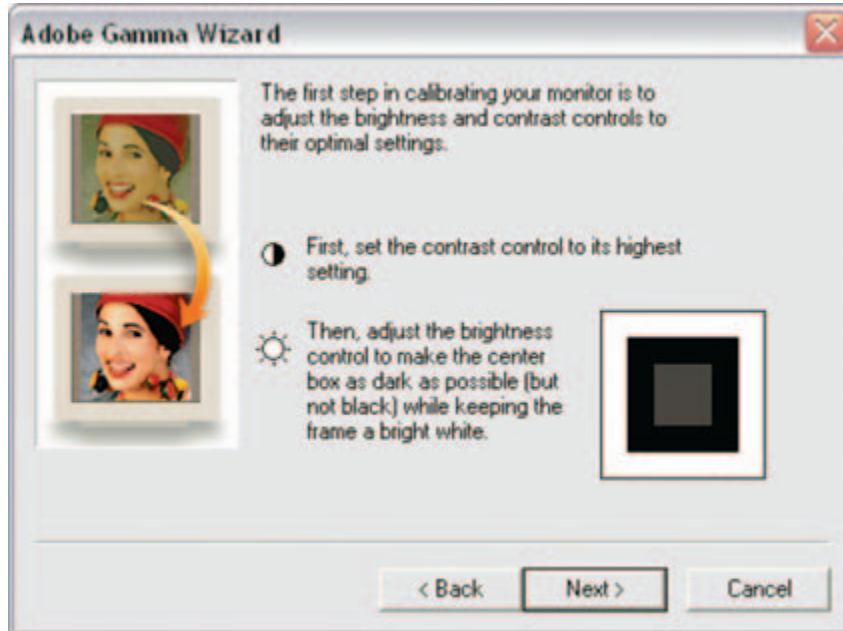 Adobe Gamma Wizard
The first step in calibrating your monitor is to
adjust the brightness and contrast controls to
their optimal settings.
First, set the contrast control to its highest
setting.
Then, adjust the brightness
control to make the center
box as dark as possible (but
not black) while keeping the
frame a bright white.
< Back
Next >
Cancel